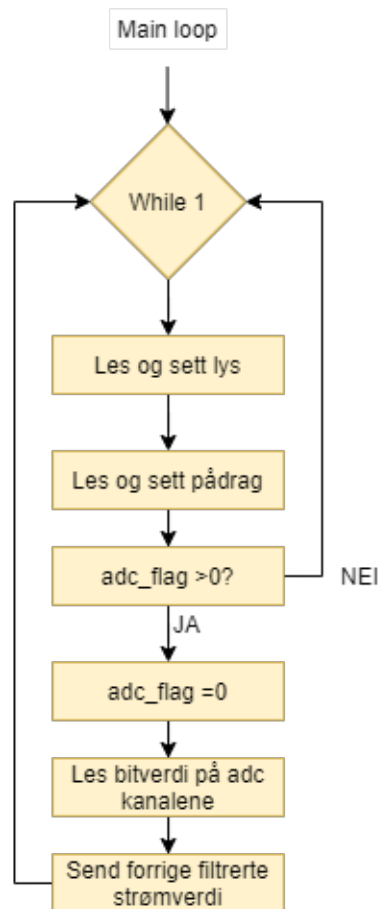 Main loop
While 1
Les og sett lys
Les og sett pådrag
adc_flag >0?
NEI
JA
adc_flag =0
Les bitverdi på adc
kanalene
Send forrige filtrerte
strømverdi